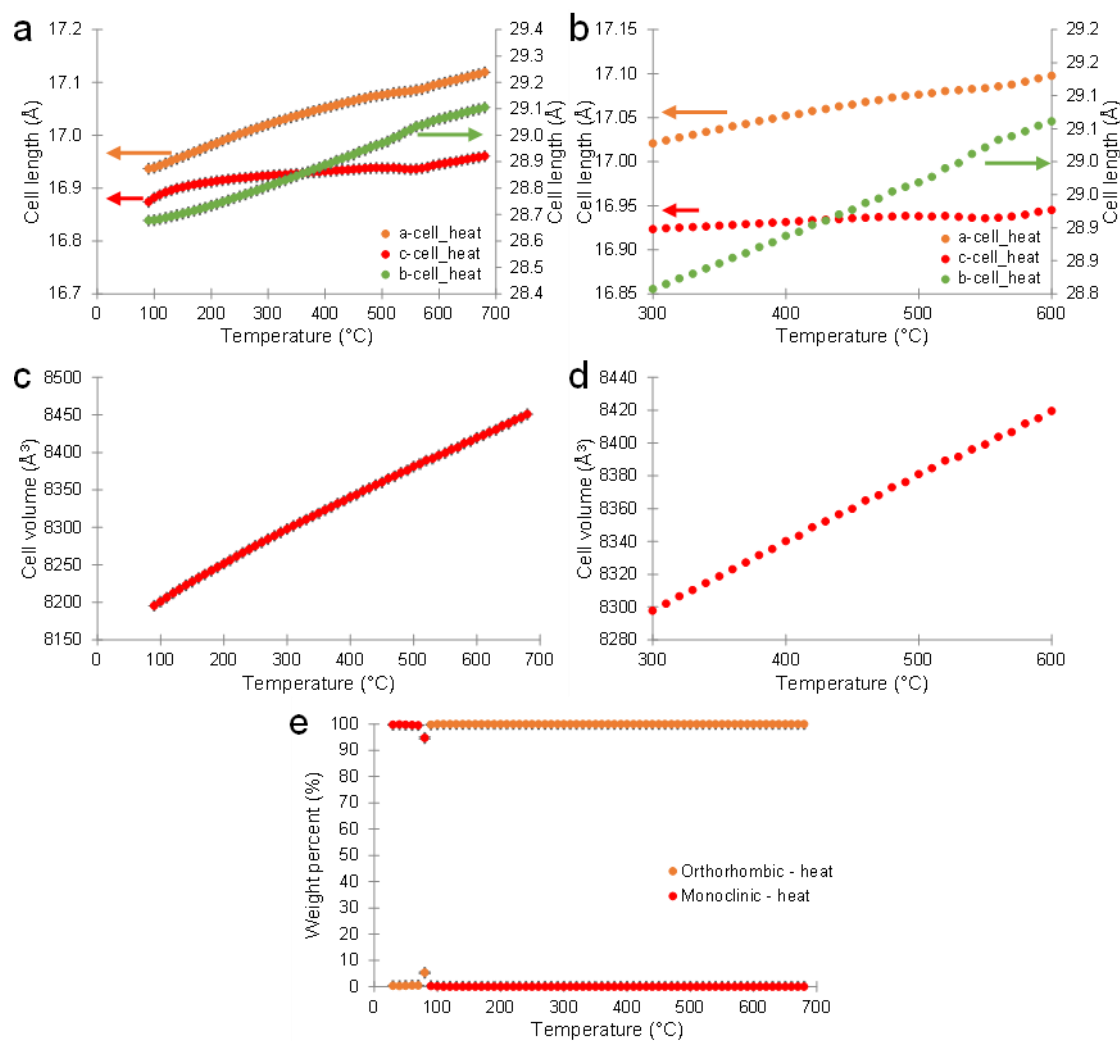 a
17.2
17.1
17.0
16.9
16.8
16.7
Cell length (Å)
29.4
29.3
29.2
29.1
29.0
28.9
28.8
28.7
28.6
28.5
28.4
Cell length (Å)
a-cell_heat
c-cell_heat
b-cell_heat
0 100 200 300 400 500 600 700
Temperature (°C)
b
17.15
17.10
17.05
17.00
16.95
16.90
16.85
Cell length (Å)
29.2
29.2
29.1
29.1
29.0
29.0
28.9
28.9
28.8
Cell length (Å)
a-cell_heat
c-cell_heat
b-cell_heat
300 400 500 600
Temperature (°C)
c
8500
8450
8400
8350
8300
8250
8200
8150
Cell volume (Å³)
0 100 200 300 400 500 600 700
Temperature (°C)
d
8440
8420
8400
8380
8360
8340
8320
8300
8280
Cell volume (Å³)
300 400 500 600
Temperature (°C)
e
100
90
80
70
60
50
40
30
20
10
0
Weight percent (%)
Orthorhombic - heat
Monoclinic - heat
0 100 200 300 400 500 600 700
Temperature (°C)